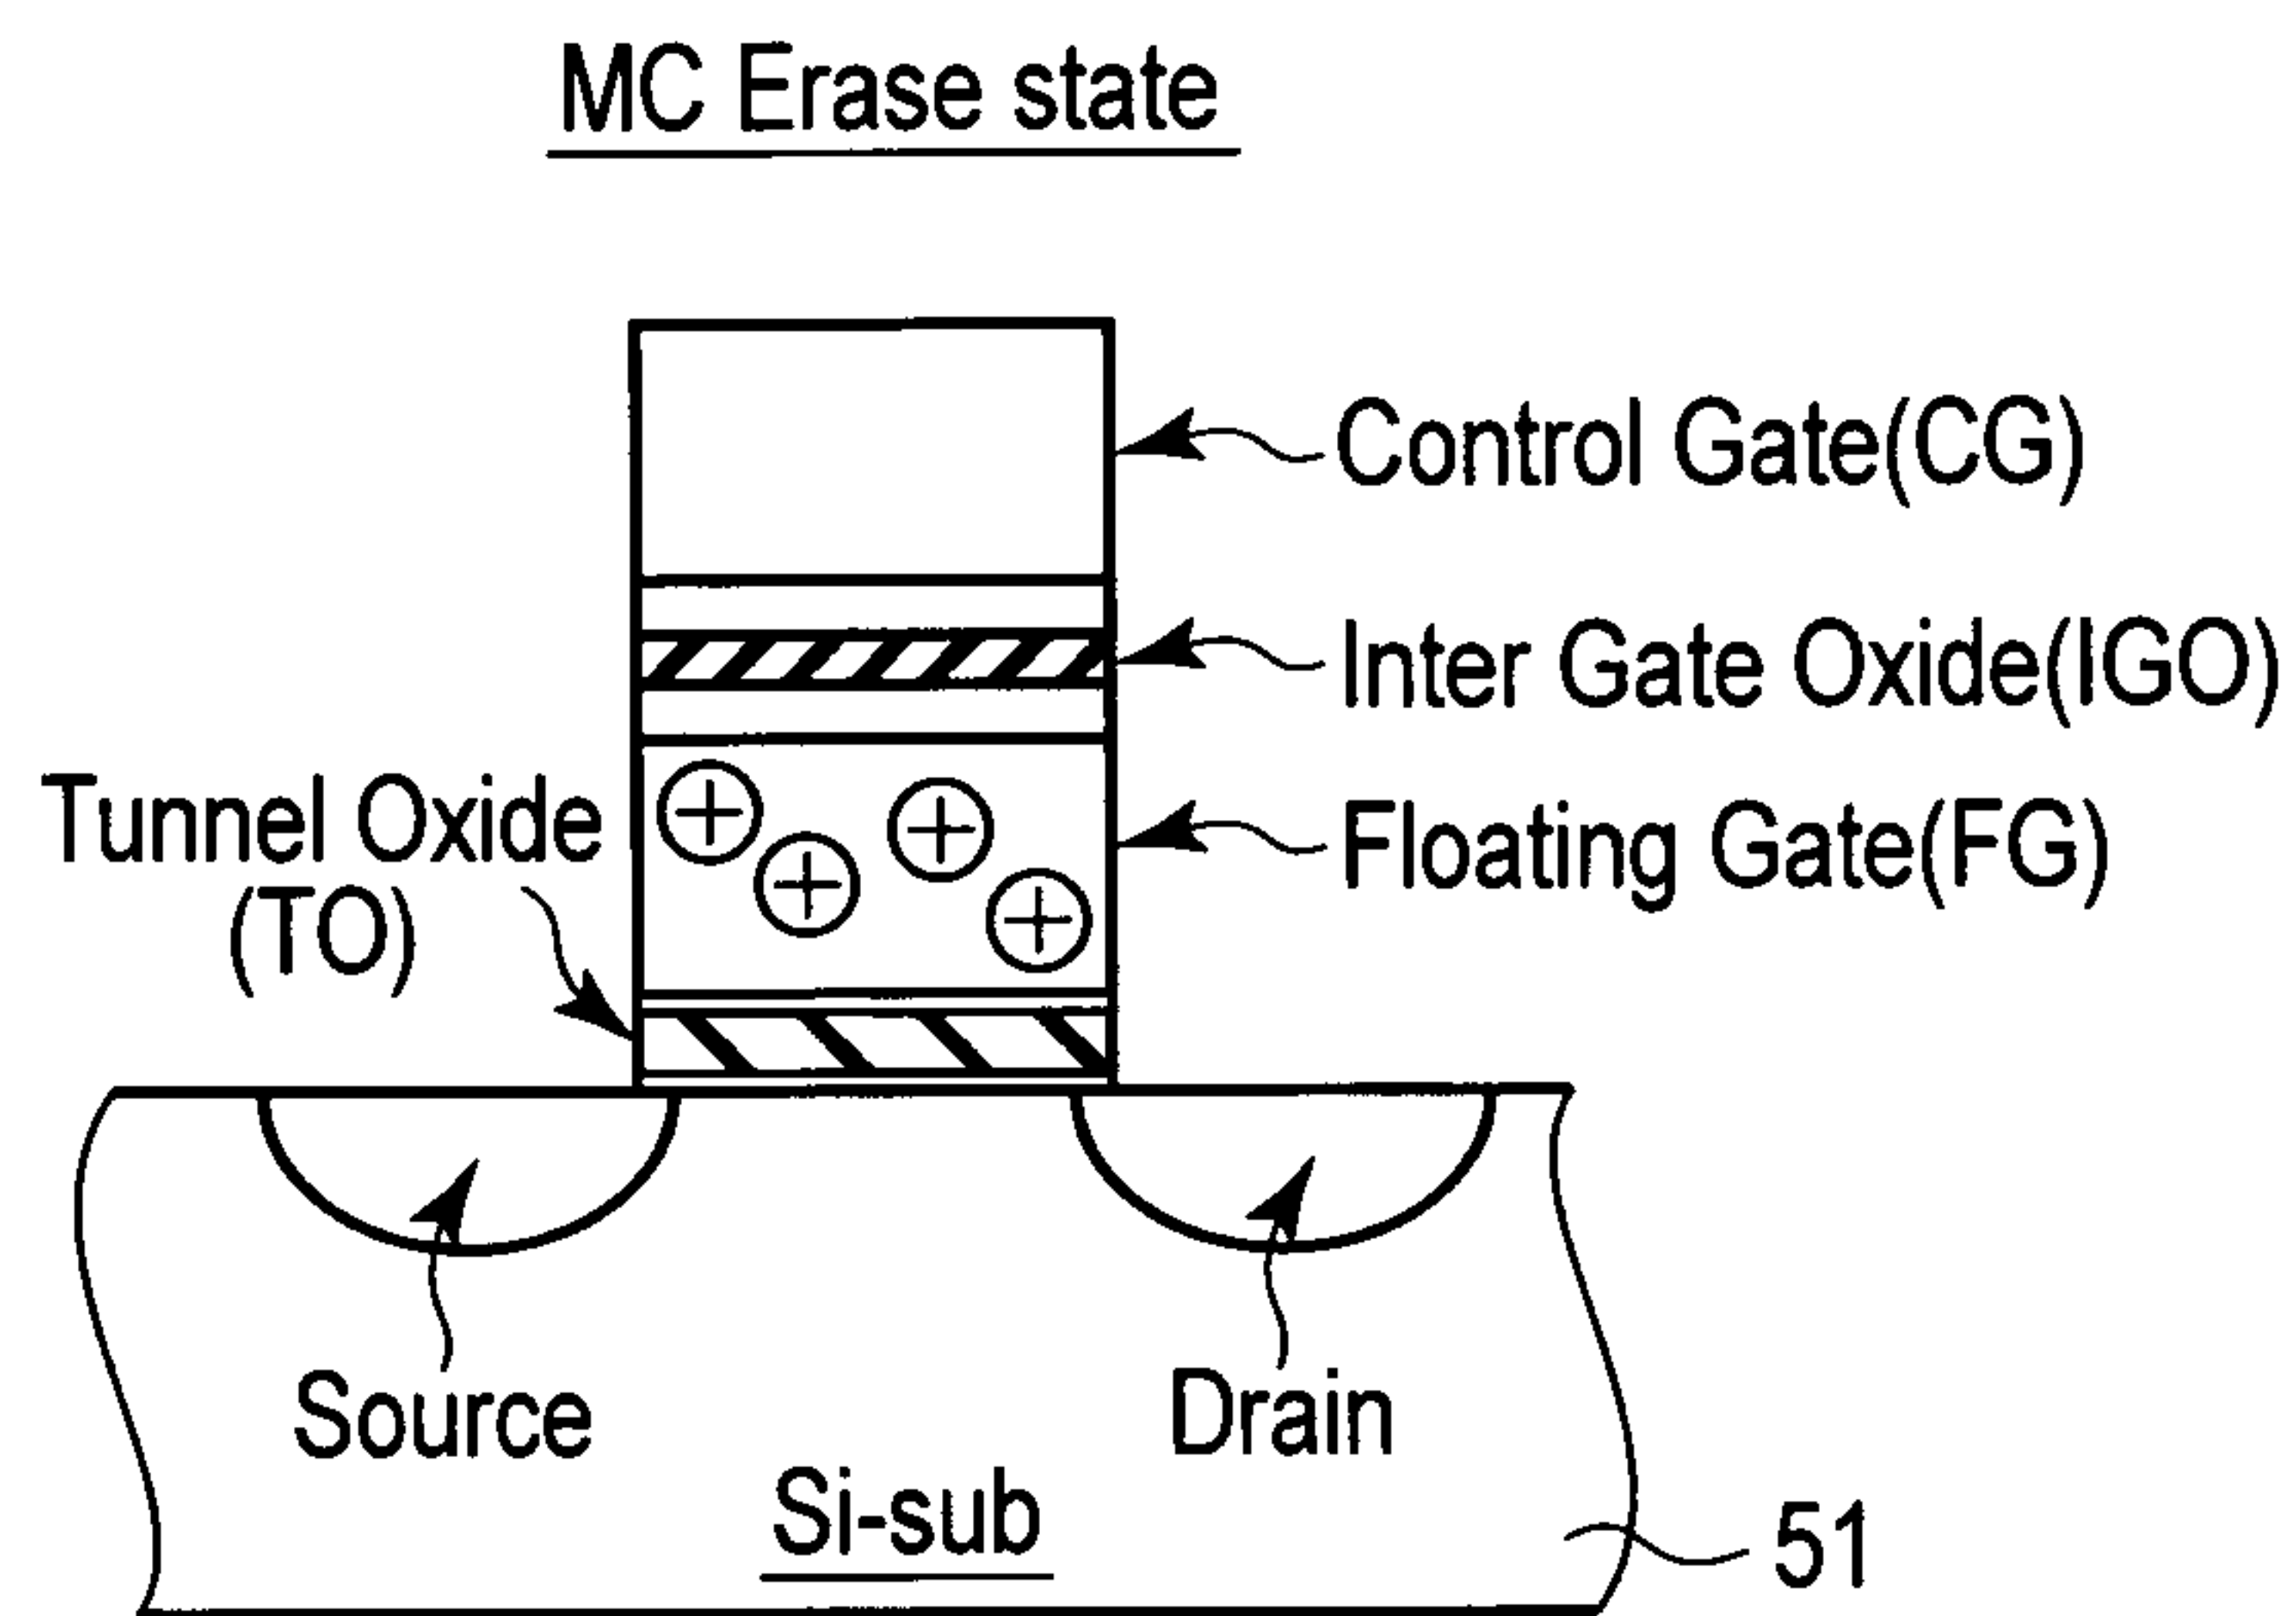 MC Erase state
Control Gate(CG)
Inter Gate Oxide(IGO)
Tunnel Oxide
(TO)
Floating Gate(FG)
Source
Drain
Si-sub
51